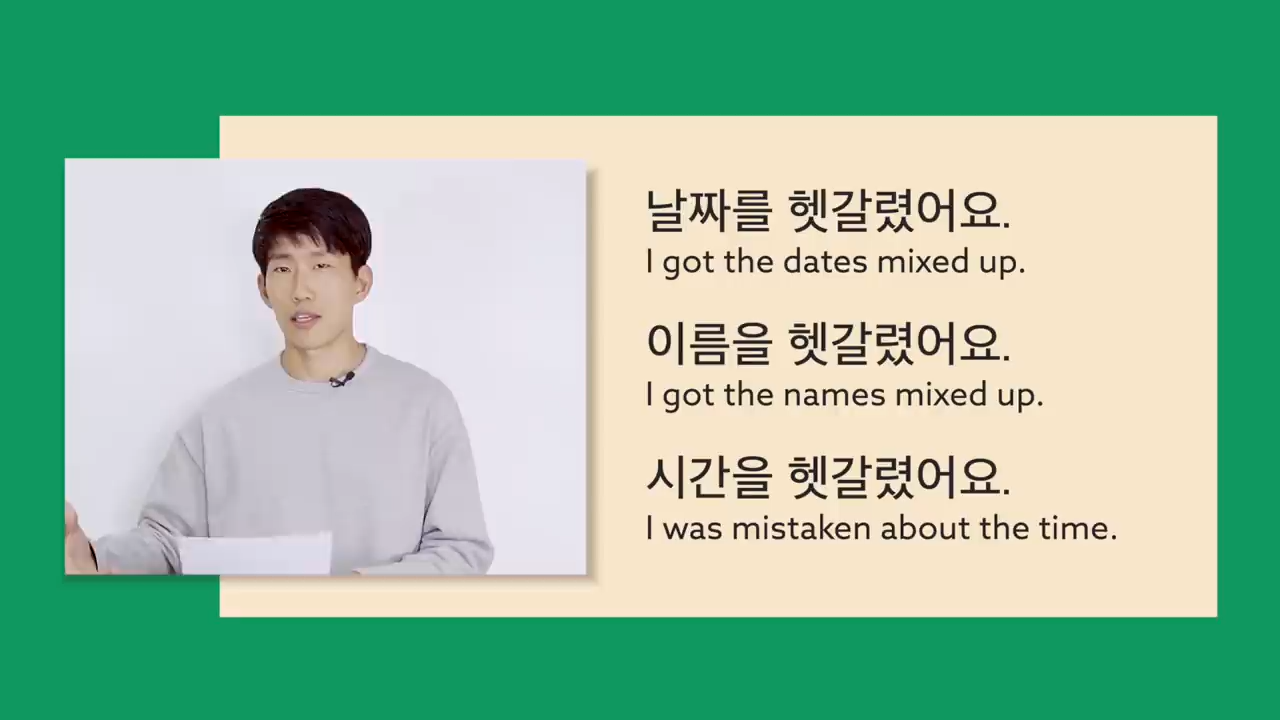 날짜를 헷갈렸어요.
I got the dates mixed up.
이름을 헷갈렸어요.
I got the names mixed up.
시간을 헷갈렸어요.
I was mistaken about the time.